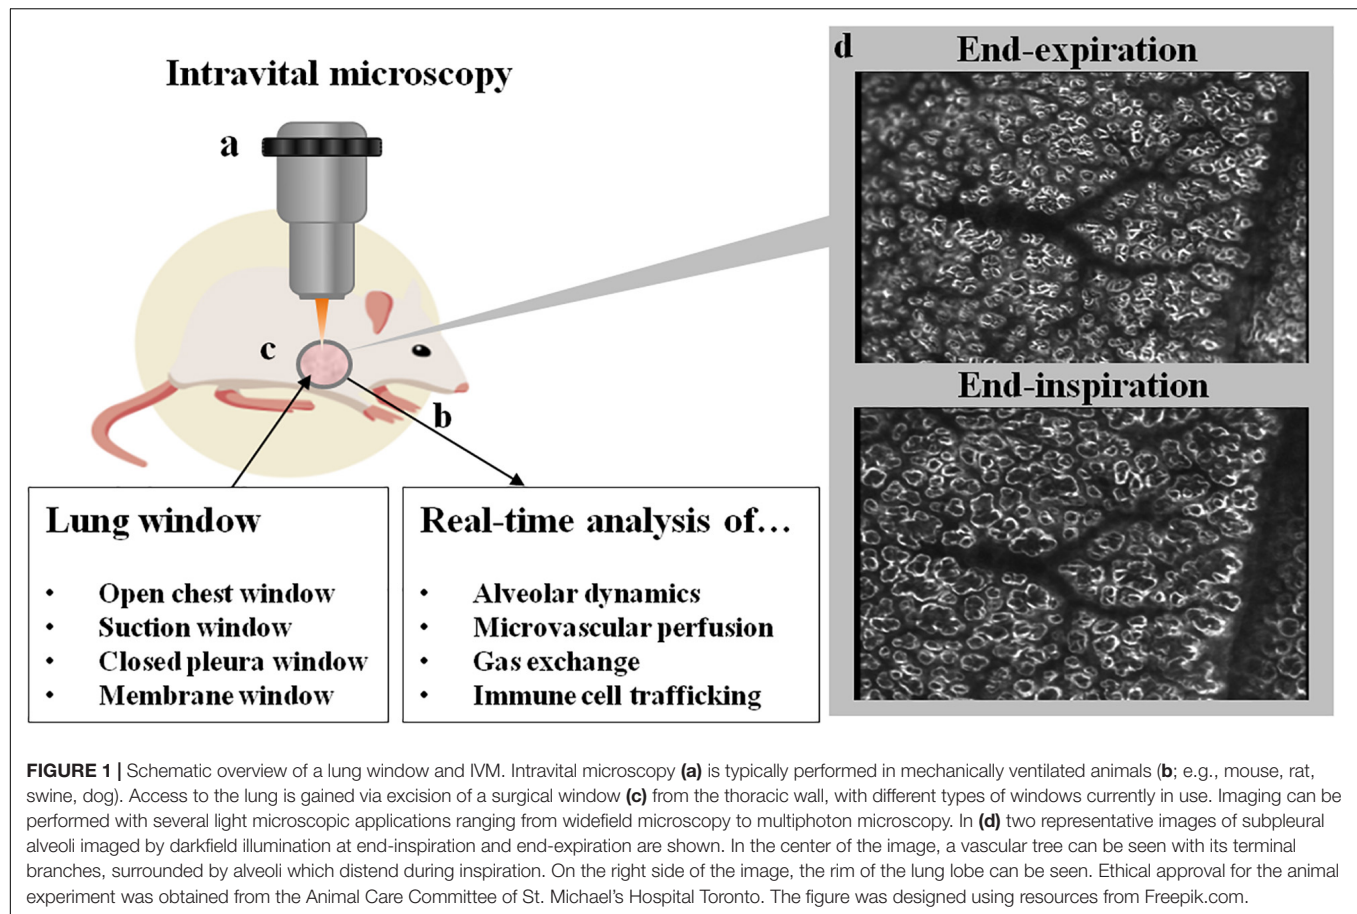 Intravital microscopy
a
c
b
Lung window
• Open chest window
• Suction window
• Closed pleura window
• Membrane window
Real-time analysis of…
• Alveolar dynamics
• Microvascular perfusion
• Gas exchange
• Immune cell trafficking
d
End-expiration
End-inspiration
FIGURE 1 | Schematic overview of a lung window and IVM. Intravital microscopy (a) is typically performed in mechanically ventilated animals (b; e.g., mouse, rat,
swine, dog). Access to the lung is gained via excision of a surgical window (c) from the thoracic wall, with different types of windows currently in use. Imaging can be
performed with several light microscopic applications ranging from widefield microscopy to multiphoton microscopy. In (d) two representative images of subpleural
alveoli imaged by darkfield illumination at end-inspiration and end-expiration are shown. In the center of the image, a vascular tree can be seen with its terminal
branches, surrounded by alveoli which distend during inspiration. On the right side of the image, the rim of the lung lobe can be seen. Ethical approval for the animal
experiment was obtained from the Animal Care Committee of St. Michael's Hospital Toronto. The figure was designed using resources from Freepik.com.